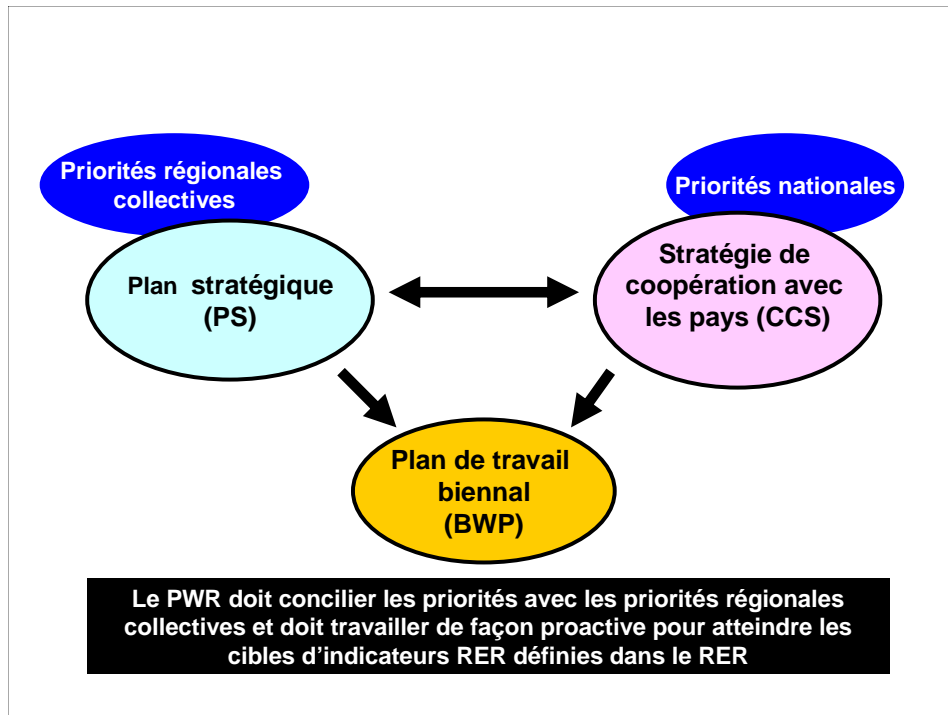 Priorités régionales
collectives
Priorités nationales
Plan stratégique
(PS)
Stratégie de
coopération avec
les pays (CCS)
Plan de travail
biennal
(BWP)
Le PWR doit concilier les priorités avec les priorités régionales
collectives et doit travailler de façon proactive pour atteindre les
cibles d’indicateurs RER définies dans le RER